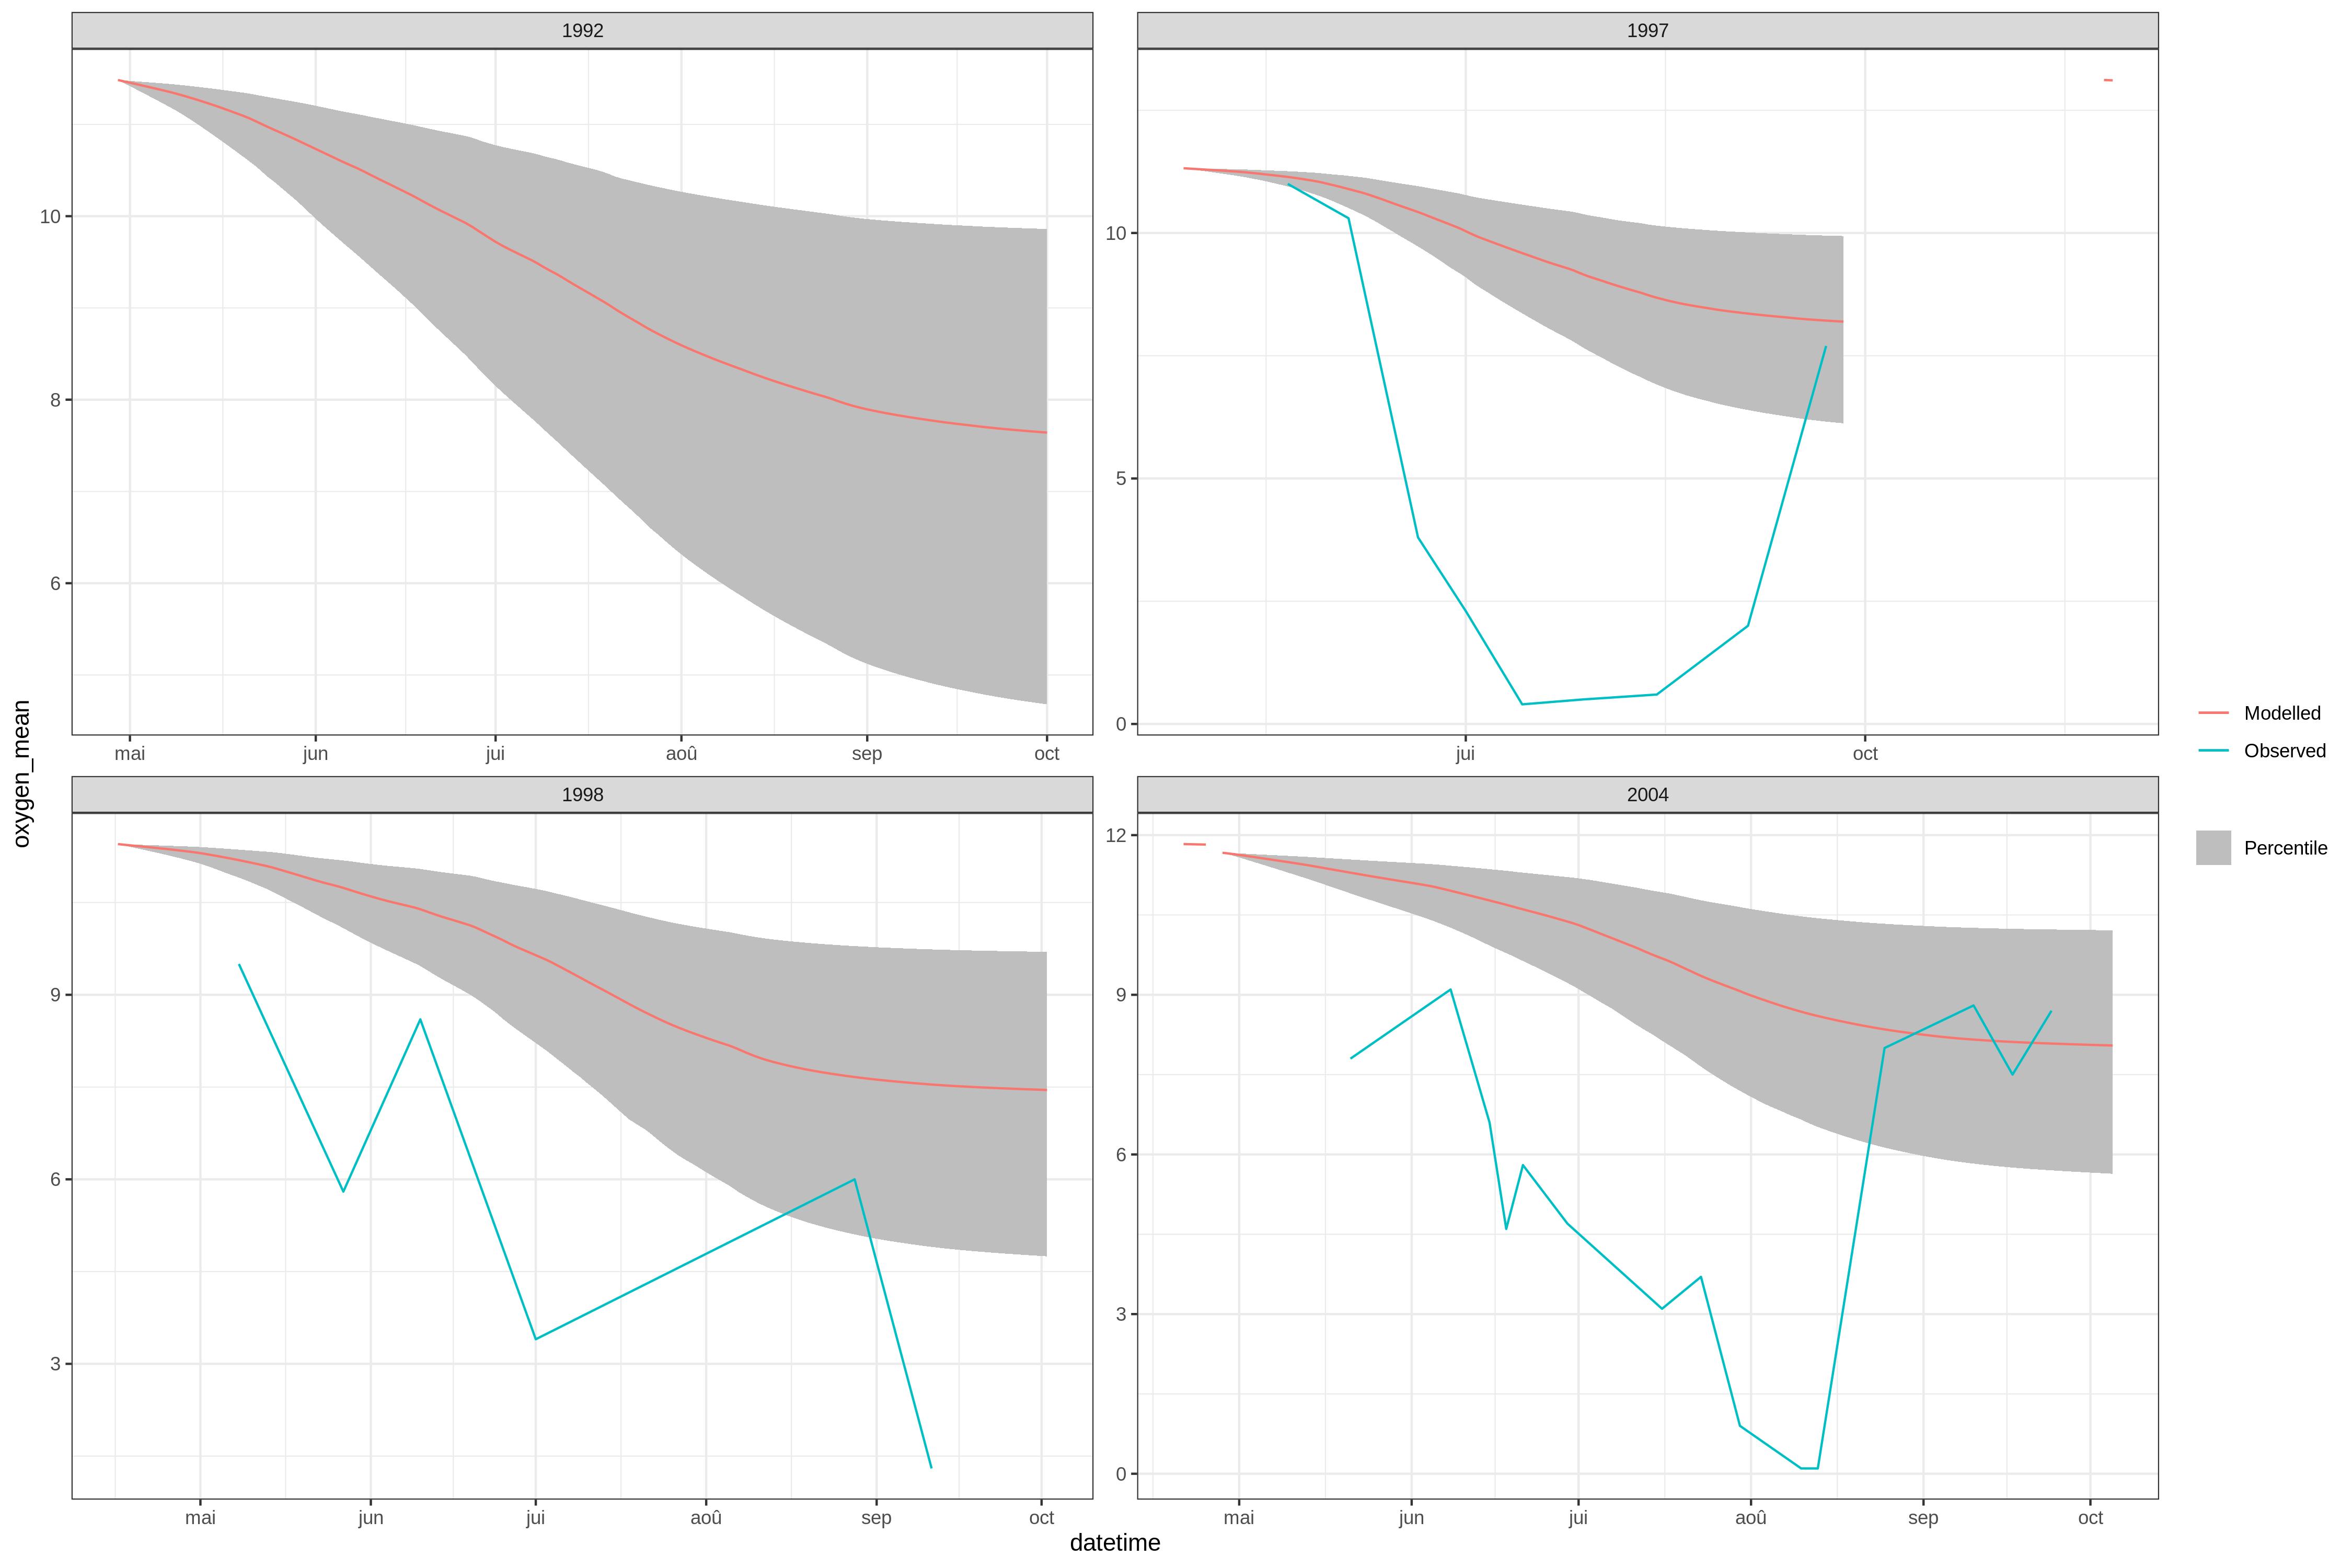 1992
1997
10
8
6
mai jun jui aoû sep oct
10
5
0
jui oct
1998
2004
9
6
3
mai jun jui aoû sep oct
12
9
6
3
0
mai jun jui aoû sep oct
oxygen_mean
datetime
Modelled
Observed
Percentile